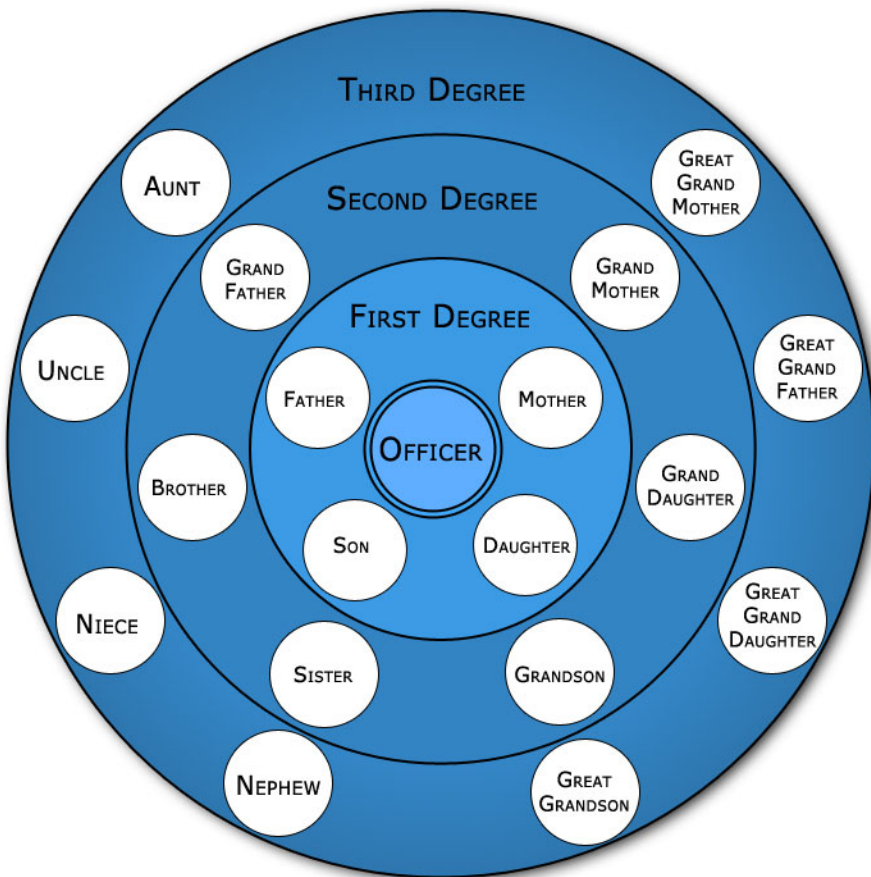 Third Degree
Aunt
Great
Grand
Mother
Second Degree
Grand
Father
Grand
Mother
First Degree
Uncle
Great
Grand
Father
Father
Mother
Officer
Brother
Grand
Daughter
Son
Daughter
Niece
Great
Grand
Daughter
Sister
Grandson
Nephew
Great
Grandson